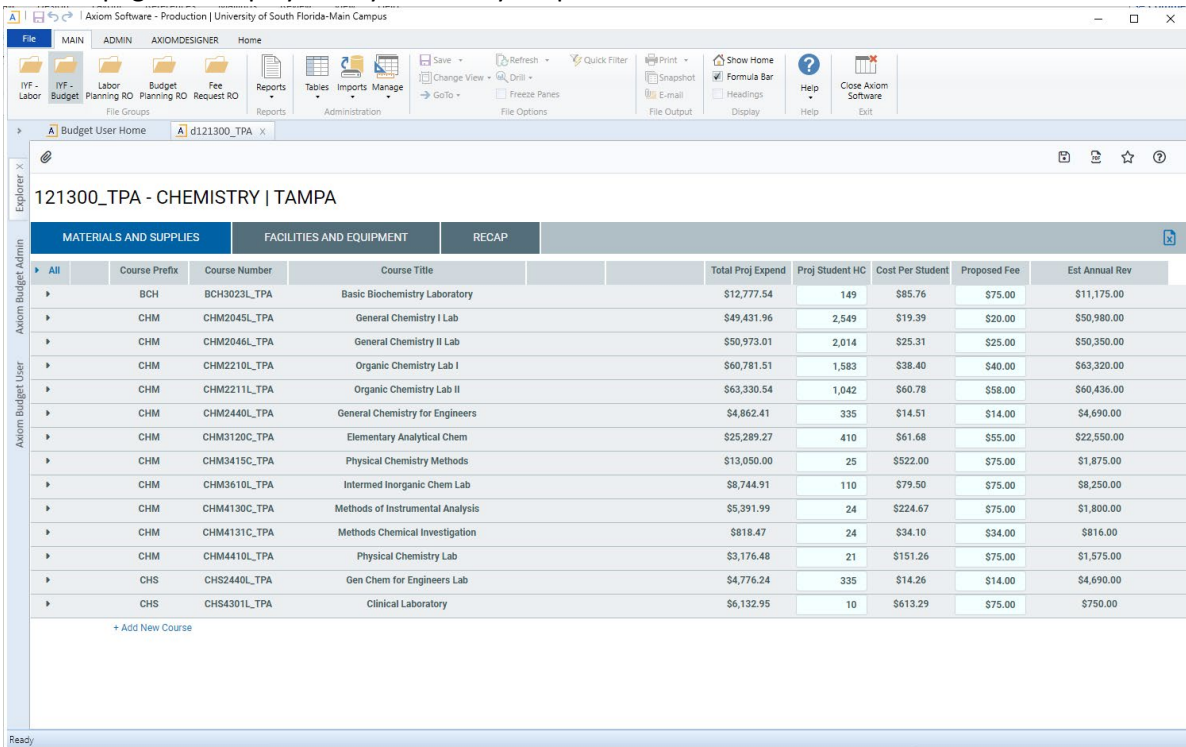 Axiom Software - Production | University of South Florida-Main Campus
File MAIN ADMIN AXIOMDESIGNER Home
IYF - Labor IYF - Budget Labor Planning RO Budget Planning RO Fee Request RO Reports Tables Imports Manage Save Refresh Quick Filter Print Show Home Help Close Axiom Software
Change View Drill Snapshot Formula Bar
GoTo Freeze Panes E-mail Headings
File Groups Reports Administration File Options File Output Display Help Exit
A Budget User Home A d121300_TPA ×
Explorer
Axiom Budget Admin
Axiom Budget User
121300_TPA - CHEMISTRY | TAMPA
MATERIALS AND SUPPLIES FACILITIES AND EQUIPMENT RECAP
All Course Prefix Course Number Course Title Total Proj Expend Proj Student HC Cost Per Student Proposed Fee Est Annual Rev
BCH BCH3023L_TPA Basic Biochemistry Laboratory $12,777.54 149 $85.76 $75.00 $11,175.00
CHM CHM2045L_TPA General Chemistry I Lab $49,431.96 2,549 $19.39 $20.00 $50,980.00
CHM CHM2046L_TPA General Chemistry II Lab $50,973.01 2,014 $25.31 $25.00 $50,350.00
CHM CHM2210L_TPA Organic Chemistry Lab I $60,781.51 1,583 $38.40 $40.00 $63,320.00
CHM CHM2211L_TPA Organic Chemistry Lab II $63,330.54 1,042 $60.78 $58.00 $60,436.00
CHM CHM2440L_TPA General Chemistry for Engineers $4,862.41 335 $14.51 $14.00 $4,690.00
CHM CHM3120C_TPA Elementary Analytical Chem $25,289.27 410 $61.68 $55.00 $22,550.00
CHM CHM3415C_TPA Physical Chemistry Methods $13,050.00 25 $522.00 $75.00 $1,875.00
CHM CHM3610L_TPA Intermed Inorganic Chem Lab $8,744.91 110 $79.50 $75.00 $8,250.00
CHM CHM4130C_TPA Methods of Instrumental Analysis $5,391.99 24 $224.67 $75.00 $1,800.00
CHM CHM4131C_TPA Methods Chemical Investigation $818.47 24 $34.10 $34.00 $816.00
CHM CHM4410L_TPA Physical Chemistry Lab $3,176.48 21 $151.26 $75.00 $1,575.00
CHS CHS2440L_TPA Gen Chem for Engineers Lab $4,776.24 335 $14.26 $14.00 $4,690.00
CHS CHS4301L_TPA Clinical Laboratory $6,132.95 10 $613.29 $75.00 $750.00
+ Add New Course
Ready